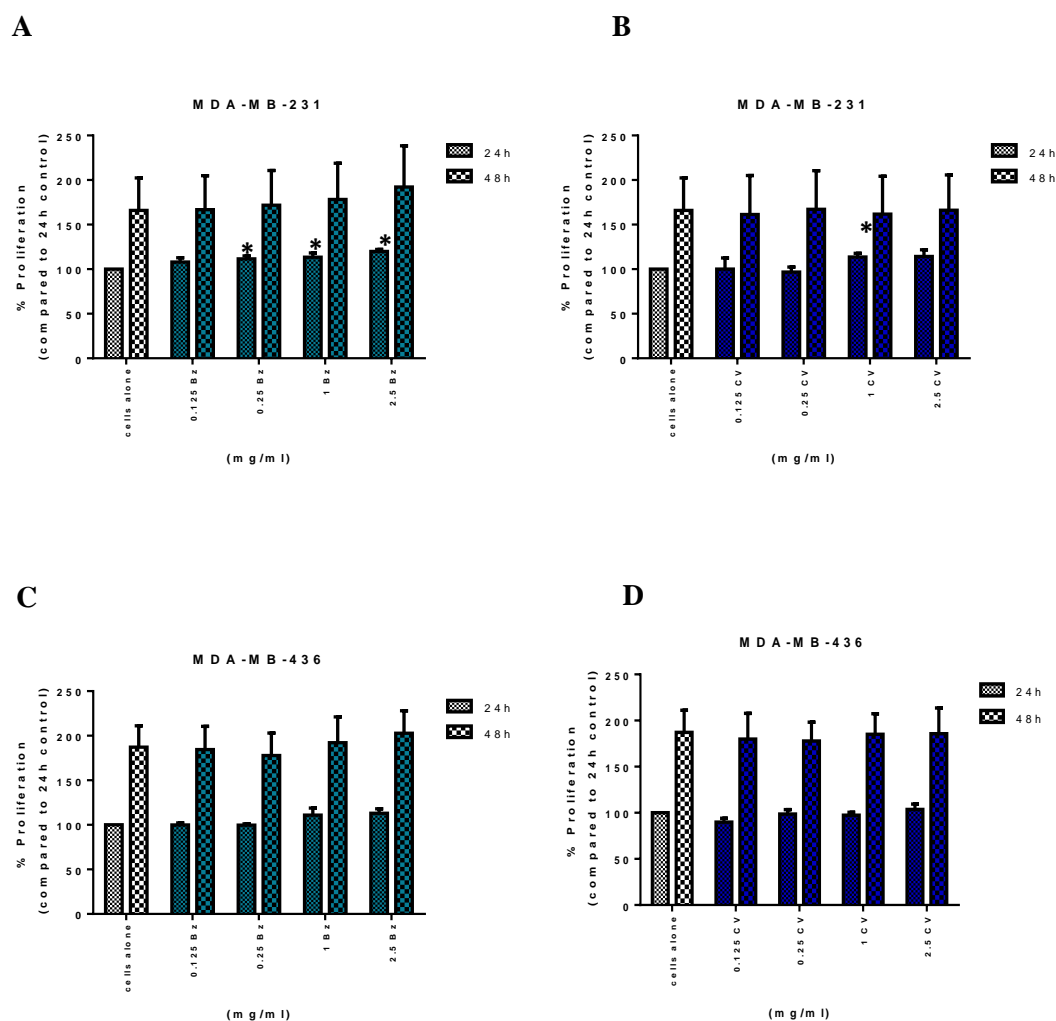 A
MDA-MB-231
% Proliferation
(compared to 24h control)
250
200
150
100
50
0
24h
48h
*
*
*
cells alone
0.125 Bz
0.25 Bz
1 Bz
2.5 Bz
(mg/ml)
B
MDA-MB-231
% Proliferation
(compared to 24h control)
250
200
150
100
50
0
24h
48h
*
cells alone
0.125 CV
0.25 CV
1 CV
2.5 CV
(mg/ml)
C
MDA-MB-436
% Proliferation
(compared to 24h control)
250
200
150
100
50
0
24h
48h
cells alone
0.125 Bz
0.25 Bz
1 Bz
2.5 Bz
(mg/ml)
D
MDA-MB-436
% Proliferation
(compared to 24h control)
250
200
150
100
50
0
24h
48h
cells alone
0.125 CV
0.25 CV
1 CV
2.5 CV
(mg/ml)